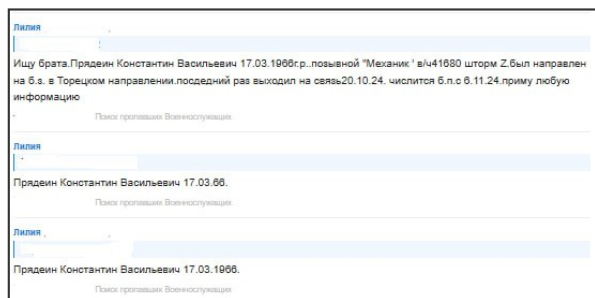 Лилия
Ищу брата.Прядеин Константин Васильевич 17.03.1966г.р..позывной "Механик ' в/ч41680 шторм Z.был направлен
на б.з. в Торецком направлении.посдедний раз выходил на связь20.10.24. числится б.п.с 6.11.24.приму любую
информацию
Поиск пропавших Военнослужащих
Лилия
Прядеин Константин Васильевич 17.03.66.
Поиск пропавших Военнослужащих
Лилия
Прядеин Константин Васильевич 17.03.1966.
Поиск пропавших Военнослужащих